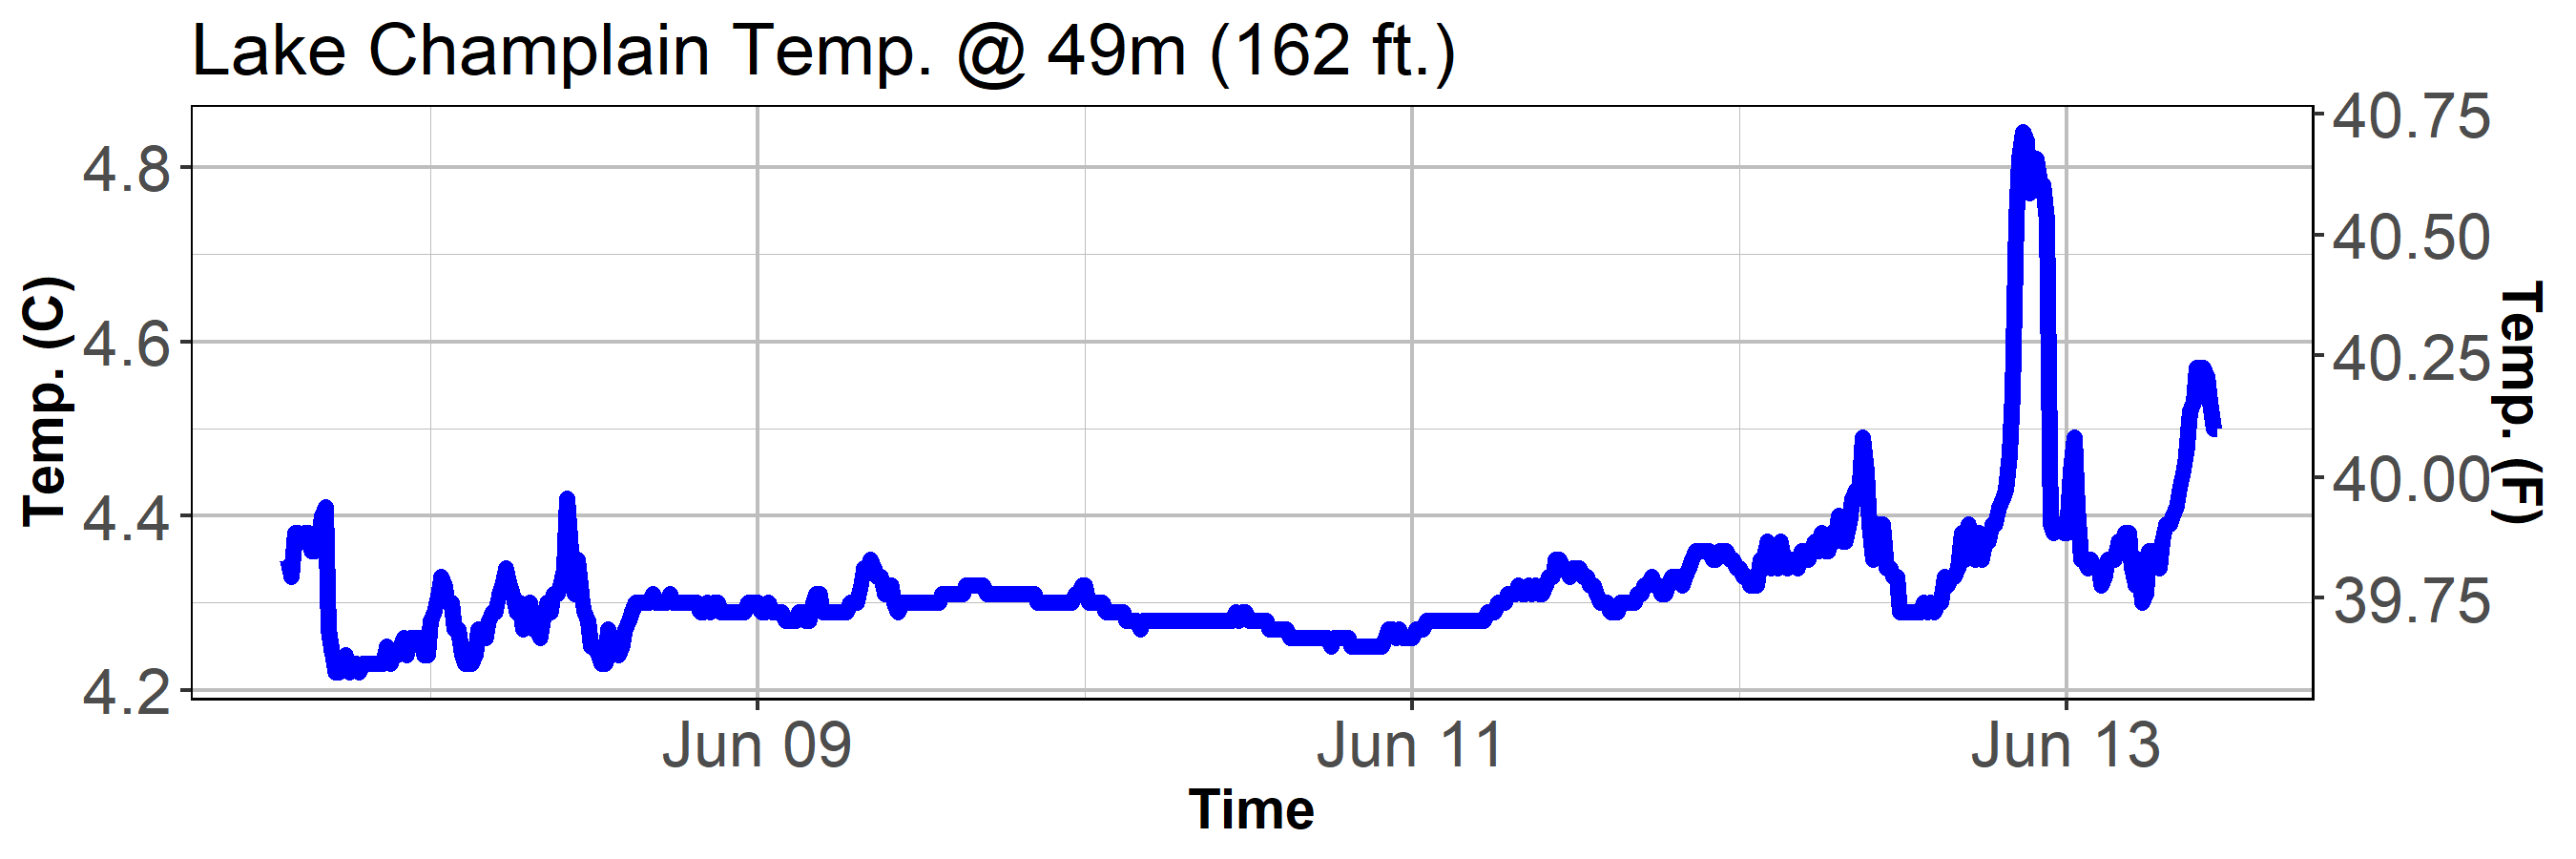 Lake Champlain Temp. @ 49m (162 ft.)
Temp. (C)
4.8
4.6
4.4
4.2
40.75
40.50
40.25
40.00
39.75
Temp. (F)
Jun 09 Jun 11 Jun 13
Time